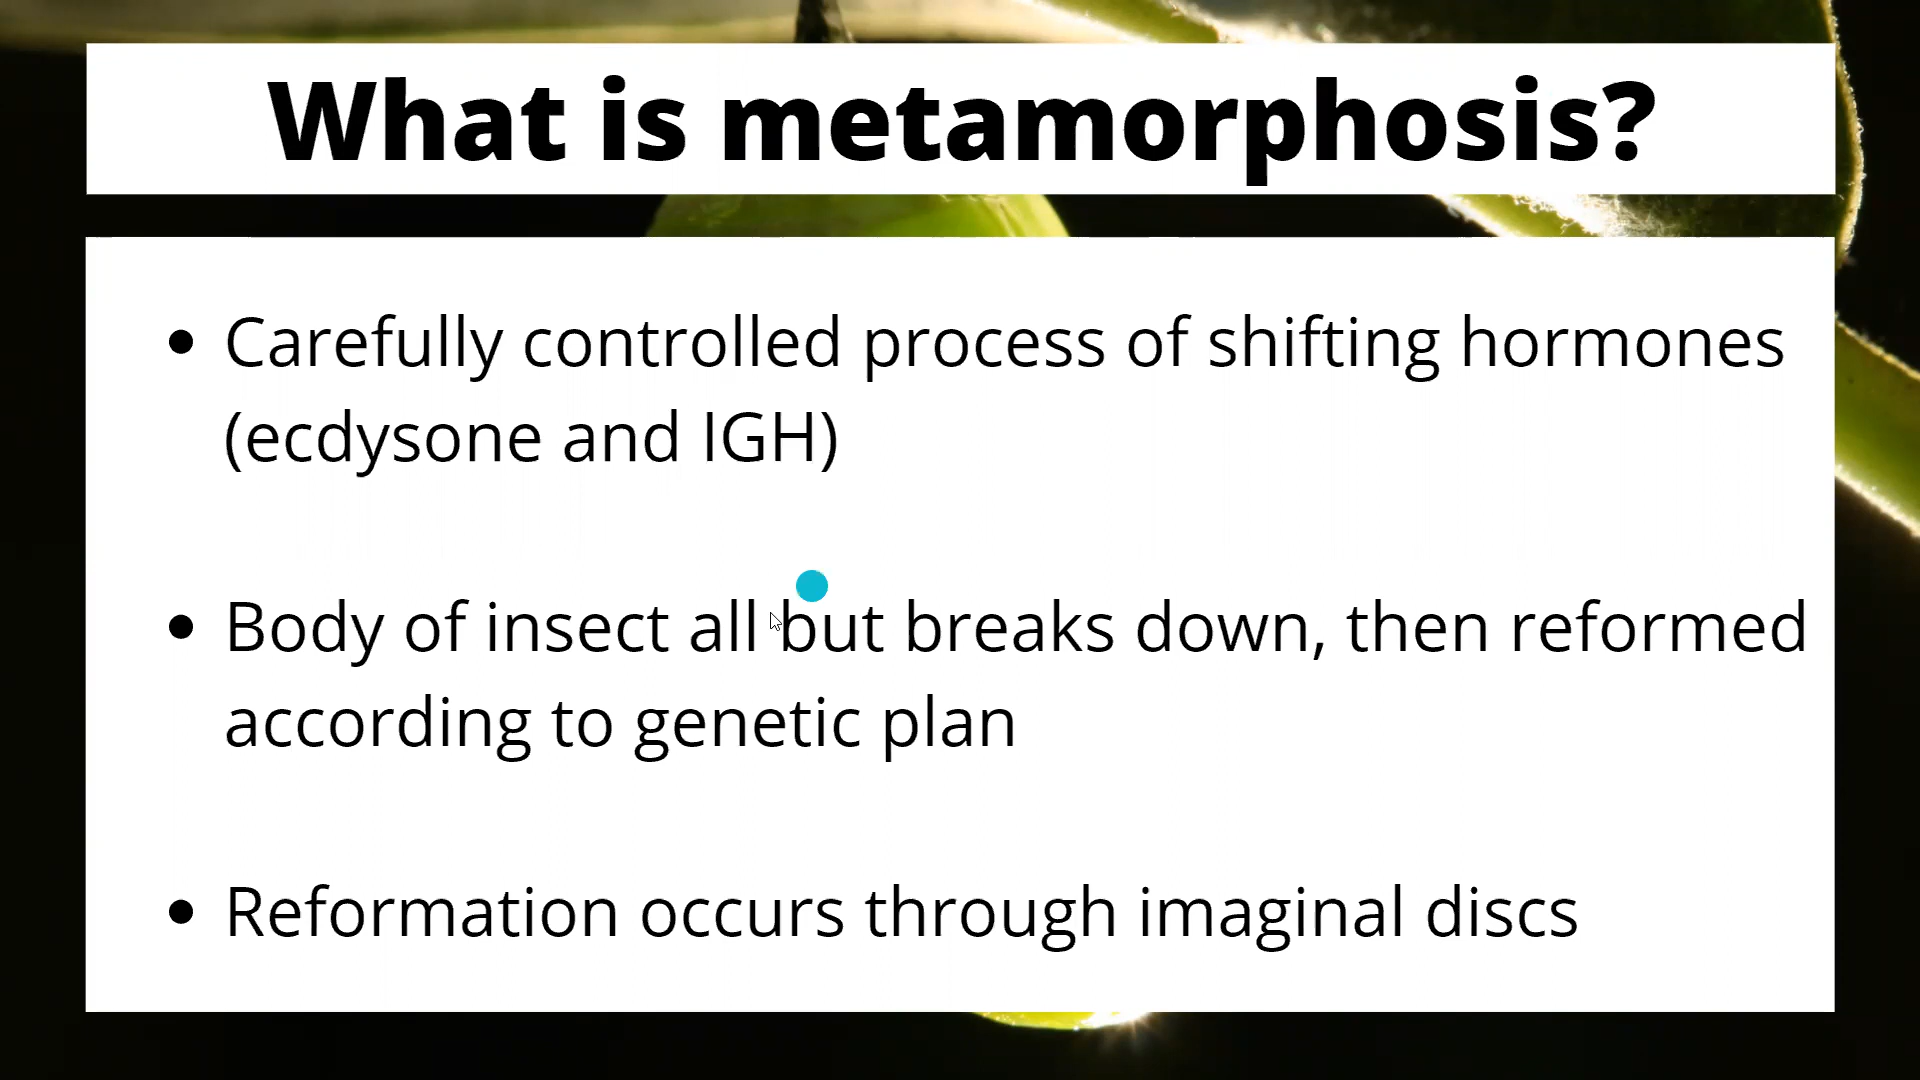 What is metamorphosis?
• Carefully controlled process of shifting hormones
(ecdysone and IGH)
• Body of insect all but breaks down, then reformed
according to genetic plan
• Reformation occurs through imaginal discs